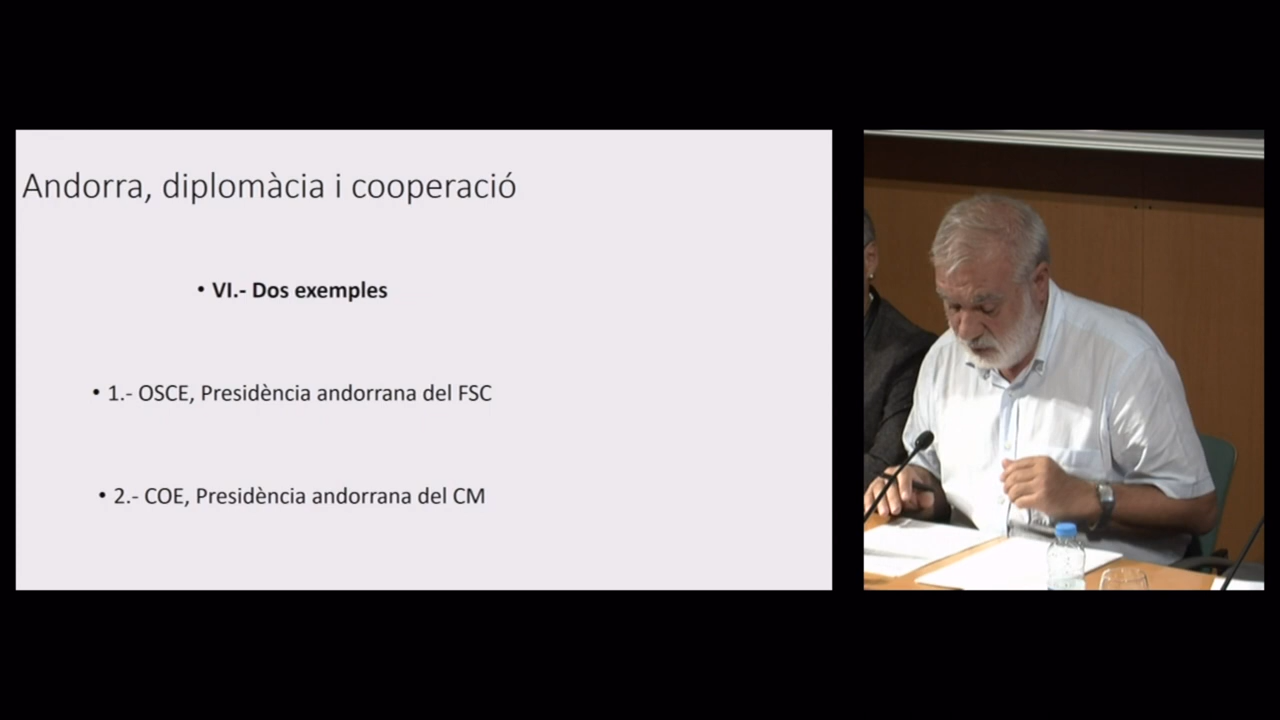 Andorra, diplomàcia i cooperació
• VI.- Dos exemples
• 1.- OSCE, Presidència andorrana del FSC
• 2.- COE, Presidència andorrana del CM